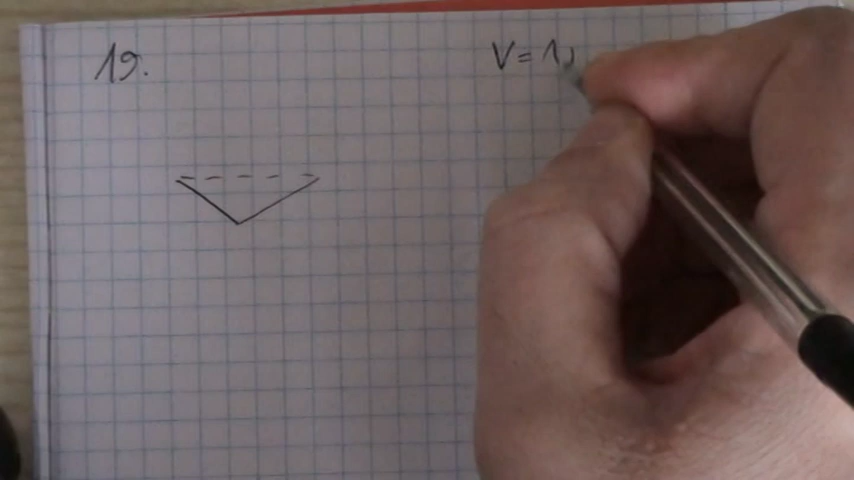 19.
V = 1,